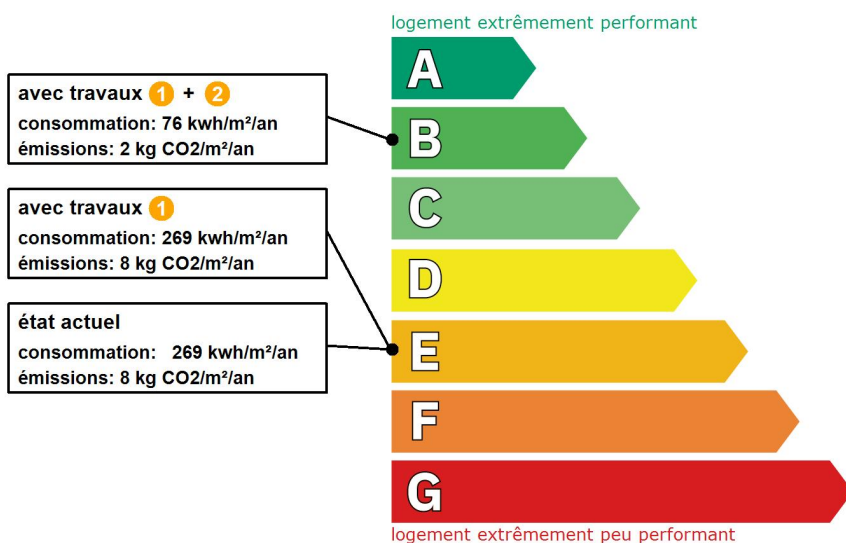 logement extrêmement performant
A
avec travaux 1 + 2
consommation: 76 kwh/m²/an
émissions: 2 kg CO2/m²/an
B
avec travaux 1
consommation: 269 kwh/m²/an
émissions: 8 kg CO2/m²/an
C
D
état actuel
consommation: 269 kwh/m²/an
émissions: 8 kg CO2/m²/an
E
F
G
logement extrêmement peu performant